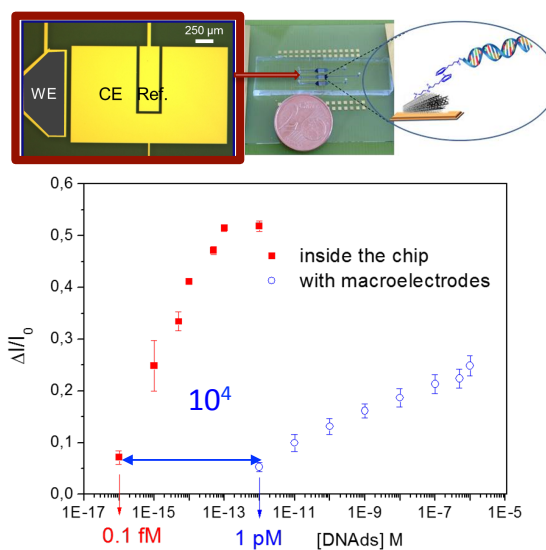 250 µm
WE
CE
Ref.
0,6
0,5
0,4
0,3
0,2
0,1
0,0
ΔI/I₀
inside the chip
with macroelectrodes
10⁴
1E-17
1E-15
1E-13
1E-11
1E-9
1E-7
1E-5
0.1 fM
1 pM
[DNAds] M